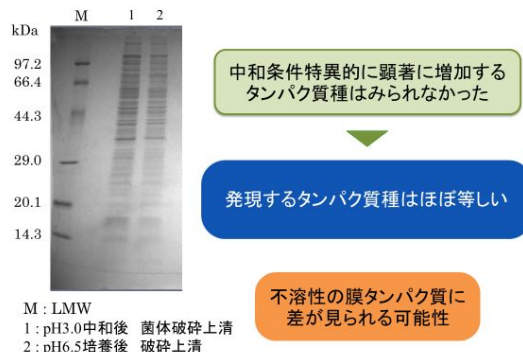 M 1 2
kDa
97.2
66.4
44.3
29.0
20.1
14.3
M : LMW
1 : pH3.0中和後 菌体破砕上清
2 : pH6.5培養後 破砕上清
中和条件特異的に顕著に増加する
タンパク質種はみられなかった
発現するタンパク質種はほぼ等しい
不溶性の膜タンパク質に
差が見られる可能性